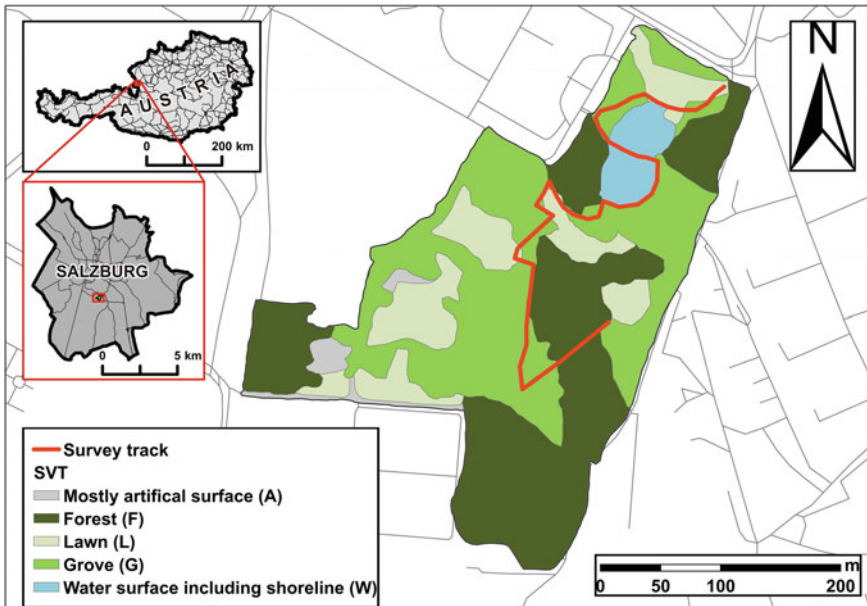 AUSTRIA
0 200 km
SALZBURG
0 5 km
N
Survey track
SVT
Mostly artifical surface (A)
Forest (F)
Lawn (L)
Grove (G)
Water surface including shoreline (W)
m
0 50 100 200